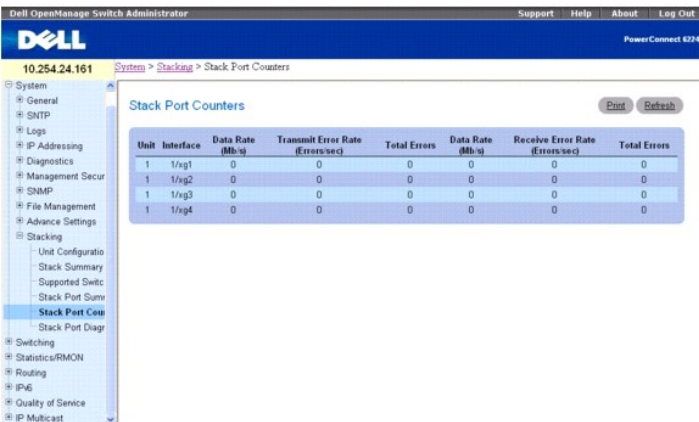 Dell OpenManage Switch Administrator
Support Help About Log Out
DELL
PowerConnect 6224
10.254.24.161
System > Stacking > Stack Port Counters
System
General
SNTP
Logs
IP Addressing
Diagnostics
Management Secur
SNMP
File Management
Advance Settings
Stacking
Unit Configuratio
Stack Summary
Supported Switc
Stack Port Sum
Stack Port Cou
Stack Port Diagr
Switching
Statistics/RMON
Routing
IPv6
Quality of Service
IP Multicast
Stack Port Counters
Print Refresh
Unit Interface Data Rate (Mb/s) Transmit Error Rate (Errors/sec) Total Errors Data Rate (Mb/s) Receive Error Rate (Errors/sec) Total Errors
1 1/xg1 0 0 0 0 0 0
1 1/xg2 0 0 0 0 0 0
1 1/xg3 0 0 0 0 0 0
1 1/xg4 0 0 0 0 0 0